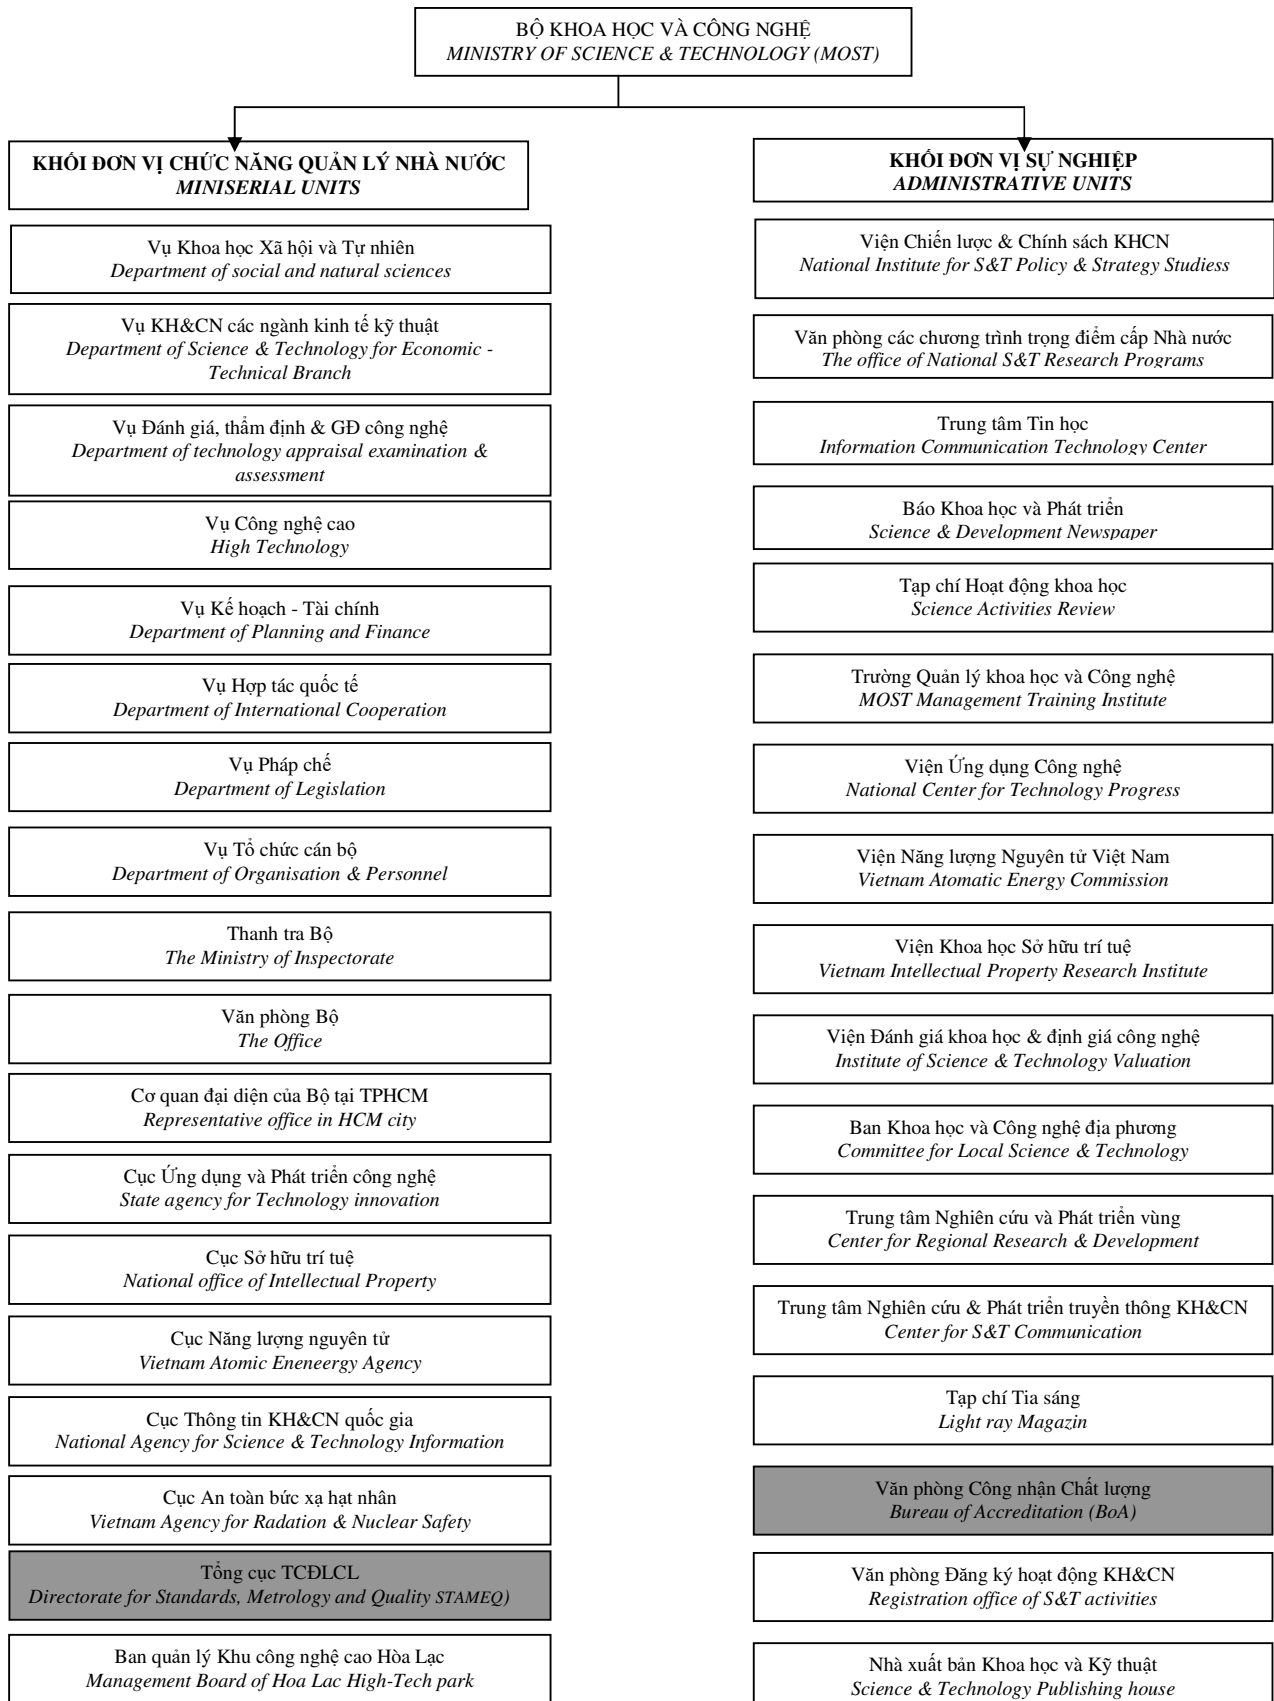 BỘ KHOA HỌC VÀ CÔNG NGHỆ
MINISTRY OF SCIENCE & TECHNOLOGY (MOST)
KHỐI ĐƠN VỊ CHỨC NĂNG QUẢN LÝ NHÀ NƯỚC
MINISERIAL UNITS
Vụ Khoa học Xã hội và Tự nhiên
Department of social and natural sciences
Vụ KH&CN các ngành kinh tế kỹ thuật
Department of Science & Technology for Economic -
Technical Branch
Vụ Đánh giá, thẩm định & GĐ công nghệ
Department of technology appraisal examination &
assessment
Vụ Công nghệ cao
High Technology
Vụ Kế hoạch - Tài chính
Department of Planning and Finance
Vụ Hợp tác quốc tế
Department of International Cooperation
Vụ Pháp chế
Department of Legislation
Vụ Tổ chức cán bộ
Department of Organisation & Personnel
Thanh tra Bộ
The Ministry of Inspectorate
Văn phòng Bộ
The Office
Cơ quan đại diện của Bộ tại TPHCM
Representative office in HCM city
Cục Ứng dụng và Phát triển công nghệ
State agency for Technology innovation
Cục Sở hữu trí tuệ
National office of Intellectual Property
Cục Năng lượng nguyên tử
Vietnam Atomic Eneneergy Agency
Cục Thông tin KH&CN quốc gia
National Agency for Science & Technology Information
Cục An toàn bức xạ hạt nhân
Vietnam Agency for Radation & Nuclear Safety
Tổng cục TCĐLCL
Directorate for Standards, Metrology and Quality STAMEQ)
Ban quản lý Khu công nghệ cao Hòa Lạc
Management Board of Hoa Lac High-Tech park
KHỐI ĐƠN VỊ SỰ NGHIỆP
ADMINISTRATIVE UNITS
Viện Chiến lược & Chính sách KHCN
National Institute for S&T Policy & Strategy Studiess
Văn phòng các chương trình trọng điểm cấp Nhà nước
The office of National S&T Research Programs
Trung tâm Tin học
Information Communication Technology Center
Báo Khoa học và Phát triển
Science & Development Newspaper
Tạp chí Hoạt động khoa học
Science Activities Review
Trường Quản lý khoa học và Công nghệ
MOST Management Training Institute
Viện Ứng dụng Công nghệ
National Center for Technology Progress
Viện Năng lượng Nguyên tử Việt Nam
Vietnam Atomatic Energy Commission
Viện Khoa học Sở hữu trí tuệ
Vietnam Intellectual Property Research Institute
Viện Đánh giá khoa học & định giá công nghệ
Institute of Science & Technology Valuation
Ban Khoa học và Công nghệ địa phương
Committee for Local Science & Technology
Trung tâm Nghiên cứu và Phát triển vùng
Center for Regional Research & Development
Trung tâm Nghiên cứu & Phát triển truyền thông KH&CN
Center for S&T Communication
Tạp chí Tia sáng
Light ray Magazin
Văn phòng Công nhận Chất lượng
Bureau of Accreditation (BoA)
Văn phòng Đăng ký hoạt động KH&CN
Registration office of S&T activities
Nhà xuất bản Khoa học và Kỹ thuật
Science & Technology Publishing house